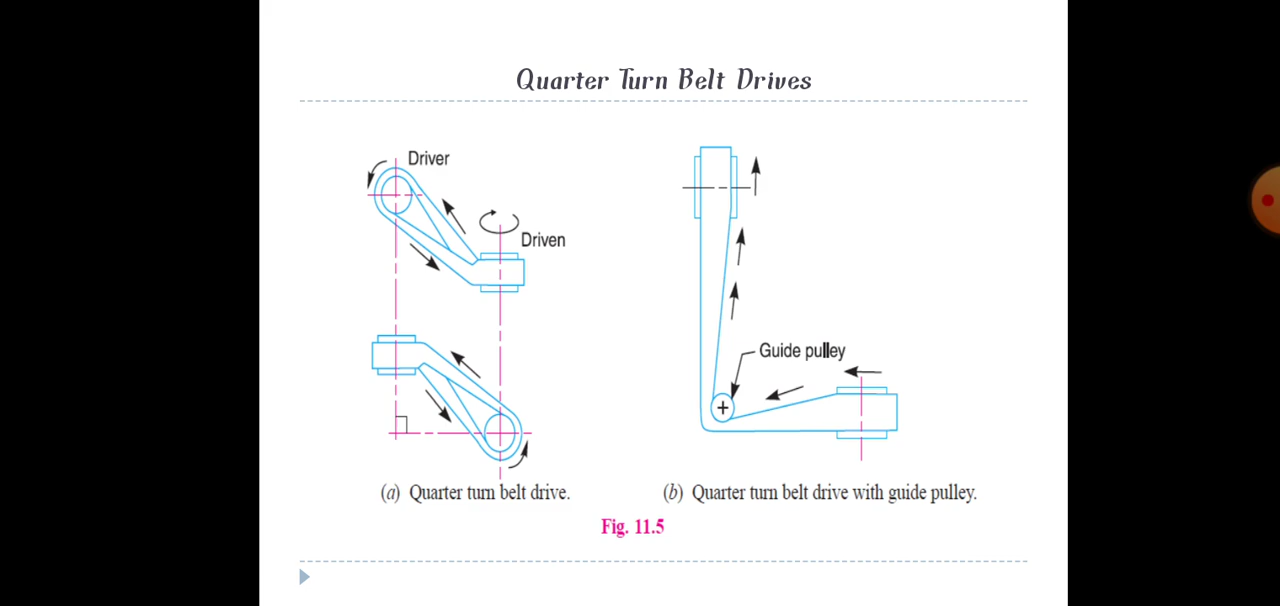 Quarter Turn Belt Drives
Driver
Driven
Guide pulley
(a) Quarter turn belt drive.
(b) Quarter turn belt drive with guide pulley.
Fig. 11.5